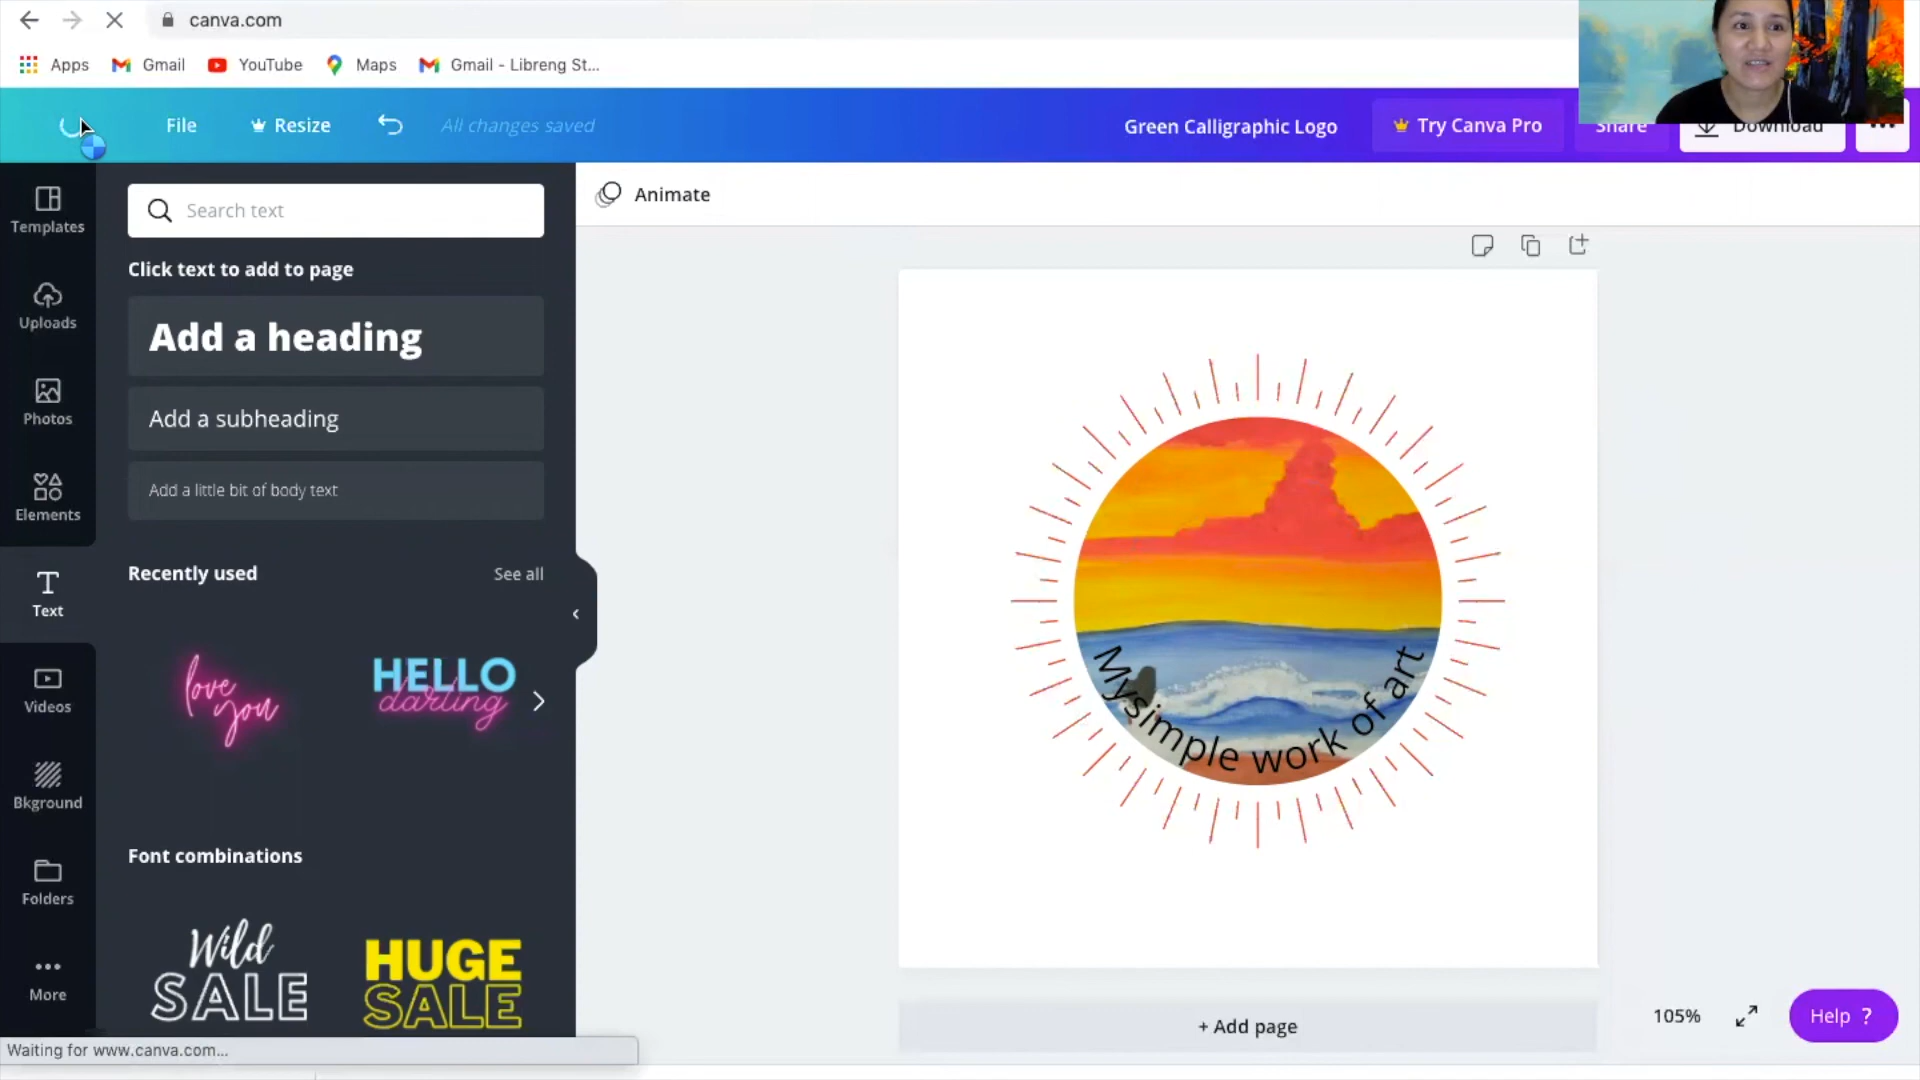 canva.com
Apps
Gmail
YouTube
Maps
Gmail - Libreng St...
File
Resize
All changes saved
Green Calligraphic Logo
Try Canva Pro
Share
Download
Templates
Uploads
Photos
Elements
Text
Videos
Bkground
Folders
More
Search text
Click text to add to page
Add a heading
Add a subheading
Add a little bit of body text
Recently used
See all
love
you
HELLO
darling
Font combinations
Wild
SALE
HUGE
SALE
Animate
My simple work of art
+ Add page
105%
Help ?
Waiting for www.canva.com...